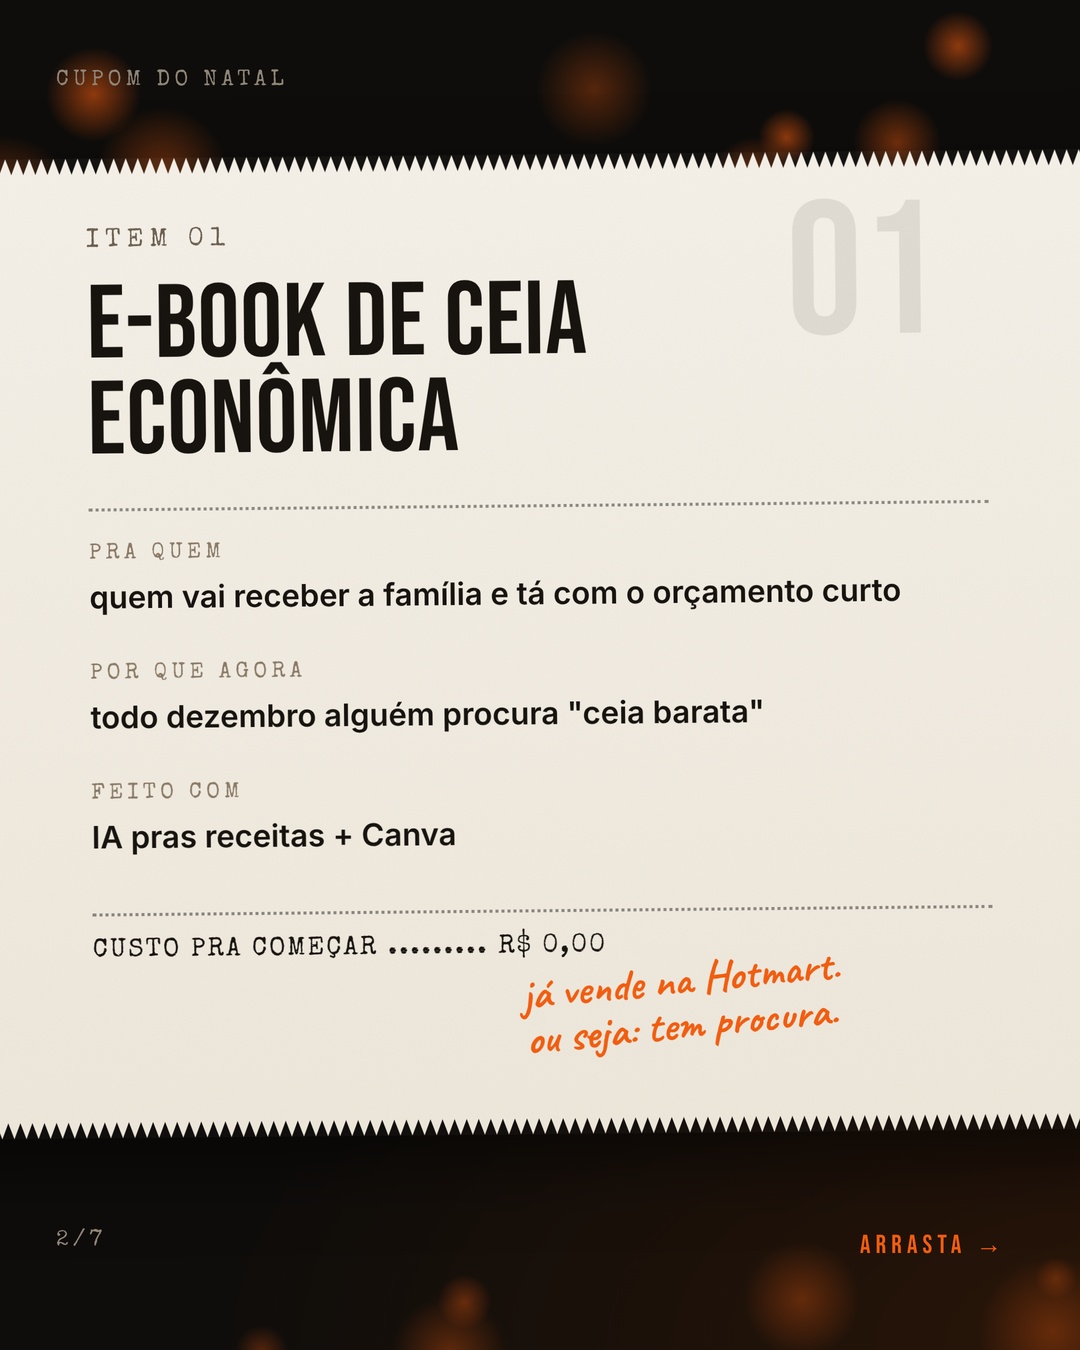 CUPOM DO NATAL
ITEM 01
01
E-BOOK DE CEIA
ECONÔMICA
PRA QUEM
quem vai receber a família e tá com o orçamento curto
POR QUE AGORA
todo dezembro alguém procura "ceia barata"
FEITO COM
IA pras receitas + Canva
CUSTO PRA COMEÇAR ......... R$ 0,00
já vende na Hotmart.
ou seja: tem procura.
2/7
ARRASTA →